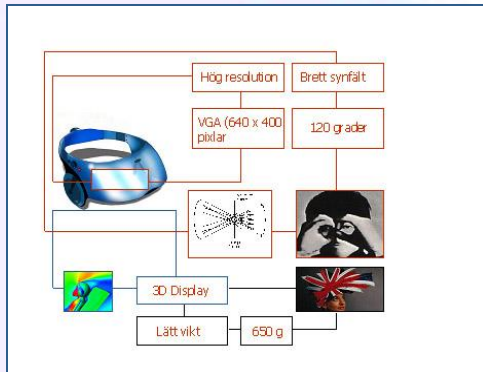 Hög resolution
Brett synfält
VGA (640 x 400
pixlar
120 grader
3D Display
Lätt vikt
650 g